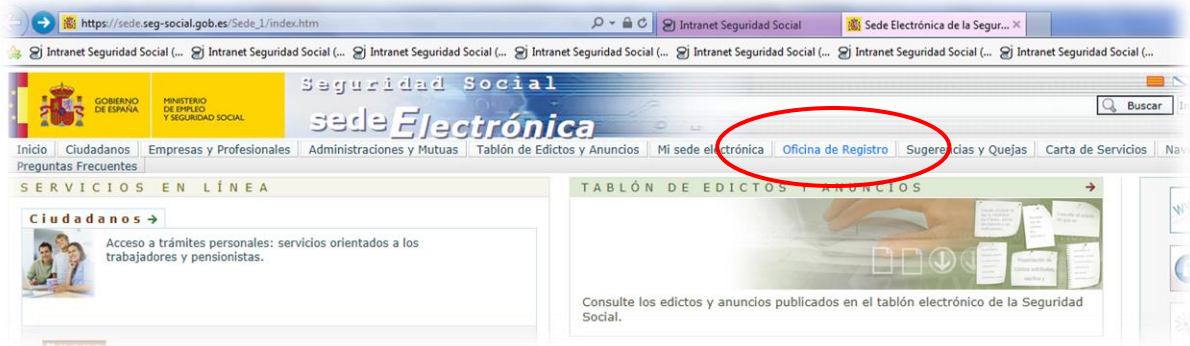 https://sede.seg-social.gob.es/Sede_1/index.htm
Intranet Seguridad Social
Sede Electrónica de la Segur...
Intranet Seguridad Social (... Intranet Seguridad Social (... Intranet Seguridad Social (... Intranet Seguridad Social (... Intranet Seguridad Social (... Intranet Seguridad Social (... Intranet Seguridad Social (...
GOBIERNO
DE ESPAÑA
MINISTERIO
DE EMPLEO
Y SEGURIDAD SOCIAL
Seguridad Social
sedeElectrónica
Buscar
Inicio Ciudadanos Empresas y Profesionales Administraciones y Mutuas Tablón de Edictos y Anuncios Mi sede electrónica Oficina de Registro Sugerencias y Quejas Carta de Servicios
Preguntas Frecuentes
SERVICIOS EN LÍNEA
Ciudadanos
Acceso a trámites personales: servicios orientados a los
trabajadores y pensionistas.
TABLÓN DE EDICTOS Y ANUNCIOS
Consulte los edictos y anuncios publicados en el tablón electrónico de la Seguridad
Social.